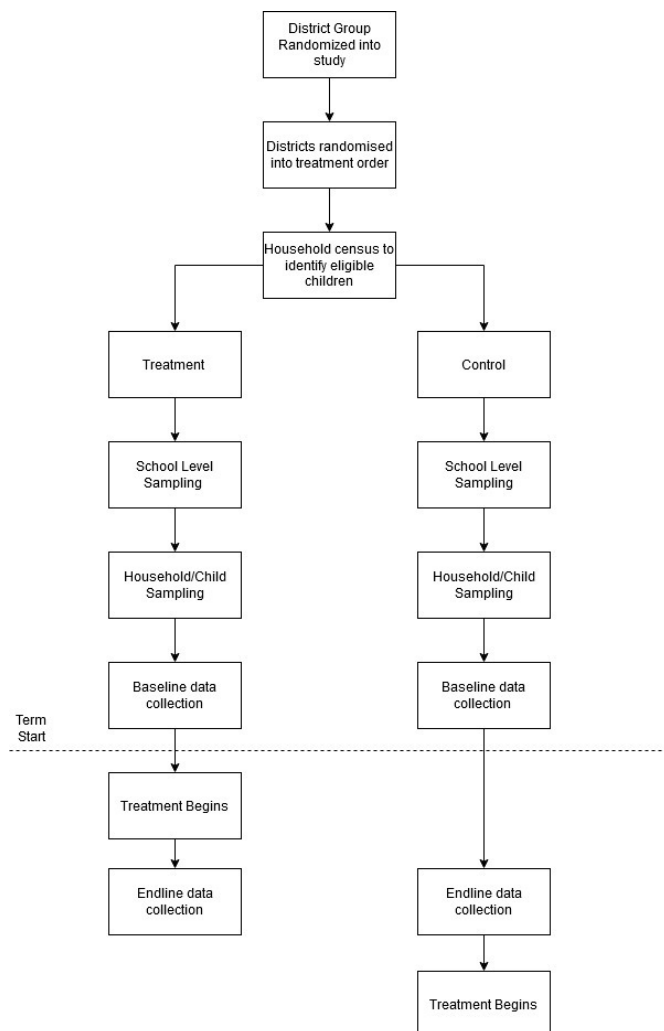 District Group
Randomized into
study
Districts randomised
into treatment order
Household census to
identify eligible
children
Treatment
Control
School Level
Sampling
School Level
Sampling
Household/Child
Sampling
Household/Child
Sampling
Baseline data
collection
Baseline data
collection
Term
Start
Treatment Begins
Endline data
collection
Endline data
collection
Treatment Begins